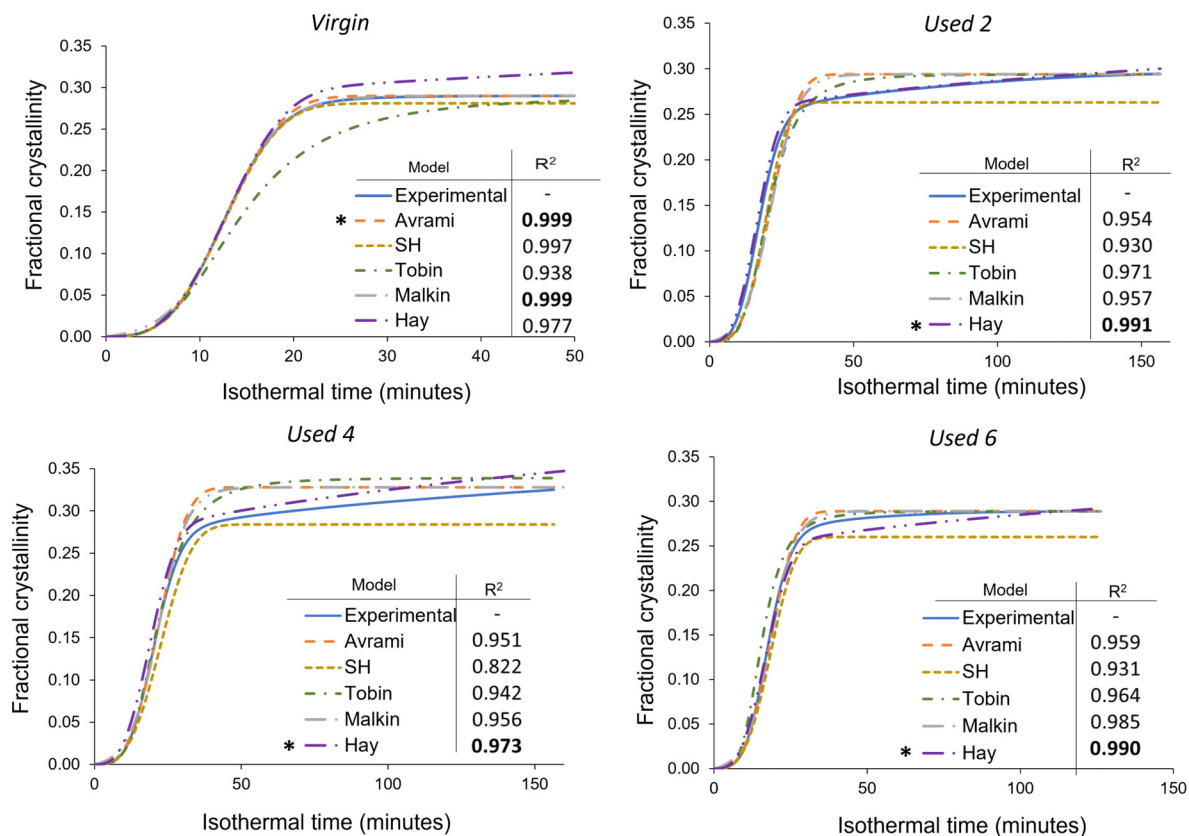 Virgin
0.35
0.30
0.25
0.20
0.15
0.10
0.05
0.00
Fractional crystallinity
Model R²
Experimental -
* Avrami 0.999
SH 0.997
Tobin 0.938
Malkin 0.999
Hay 0.977
0 10 20 30 40 50
Isothermal time (minutes)
Used 2
0.35
0.30
0.25
0.20
0.15
0.10
0.05
0.00
Fractional crystallinity
Model R²
Experimental -
Avrami 0.954
SH 0.930
Tobin 0.971
Malkin 0.957
* Hay 0.991
0 50 100 150
Isothermal time (minutes)
Used 4
0.35
0.30
0.25
0.20
0.15
0.10
0.05
0.00
Fractional crystallinity
Model R²
Experimental -
Avrami 0.951
SH 0.822
Tobin 0.942
Malkin 0.956
* Hay 0.973
0 50 100 150
Isothermal time (minutes)
Used 6
0.35
0.30
0.25
0.20
0.15
0.10
0.05
0.00
Fractional crystallinity
Model R²
Experimental -
Avrami 0.959
SH 0.931
Tobin 0.964
Malkin 0.985
* Hay 0.990
0 50 100 150
Isothermal time (minutes)